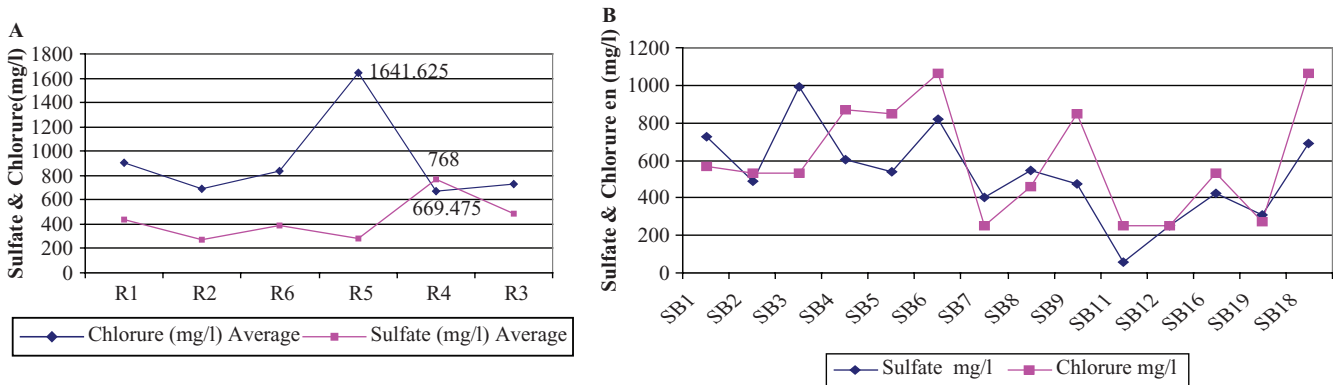 A
Sulfate & Chlorure(mg/l)
1800
1600
1400
1200
1000
800
600
400
200
0
1641.625
768
669.475
R1 R2 R6 R5 R4 R3
Chlorure (mg/l) Average Sulfate (mg/l) Average
B
Sulfate & Chlorure en (mg/l)
1200
1000
800
600
400
200
0
SB1 SB2 SB3 SB4 SB5 SB6 SB7 SB8 SB9 SB11 SB12 SB16 SB19 SB18
Sulfate mg/l Chlorure mg/l